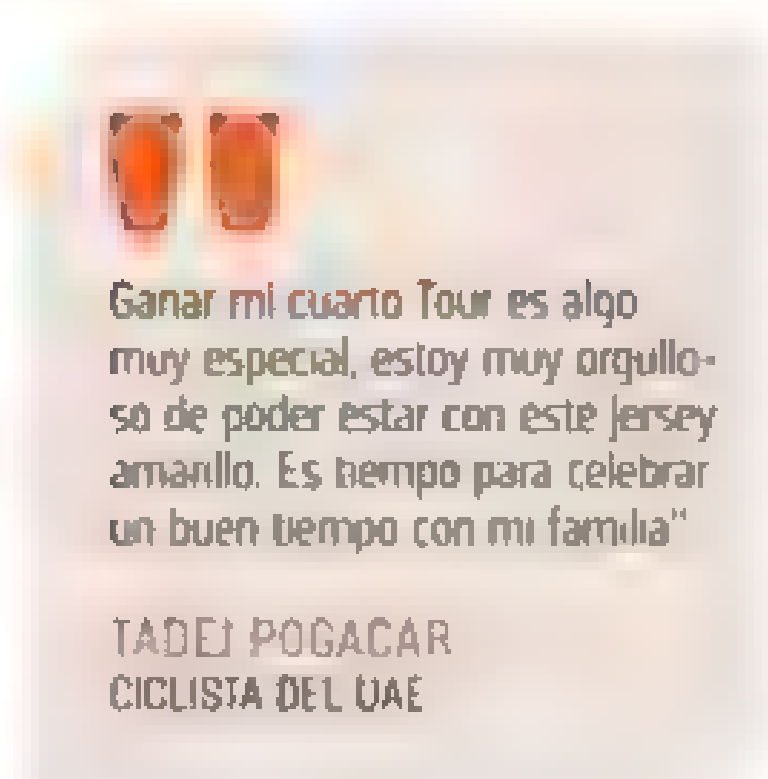 Ganar mi cuarto Tour es algo
muy especial, estoy muy orgullo-
so de poder estar con este jersey
amarillo. Es tiempo para celebrar
un buen tiempo con mi familia"
TADEJ POGACAR
CICLISTA DEL UAE